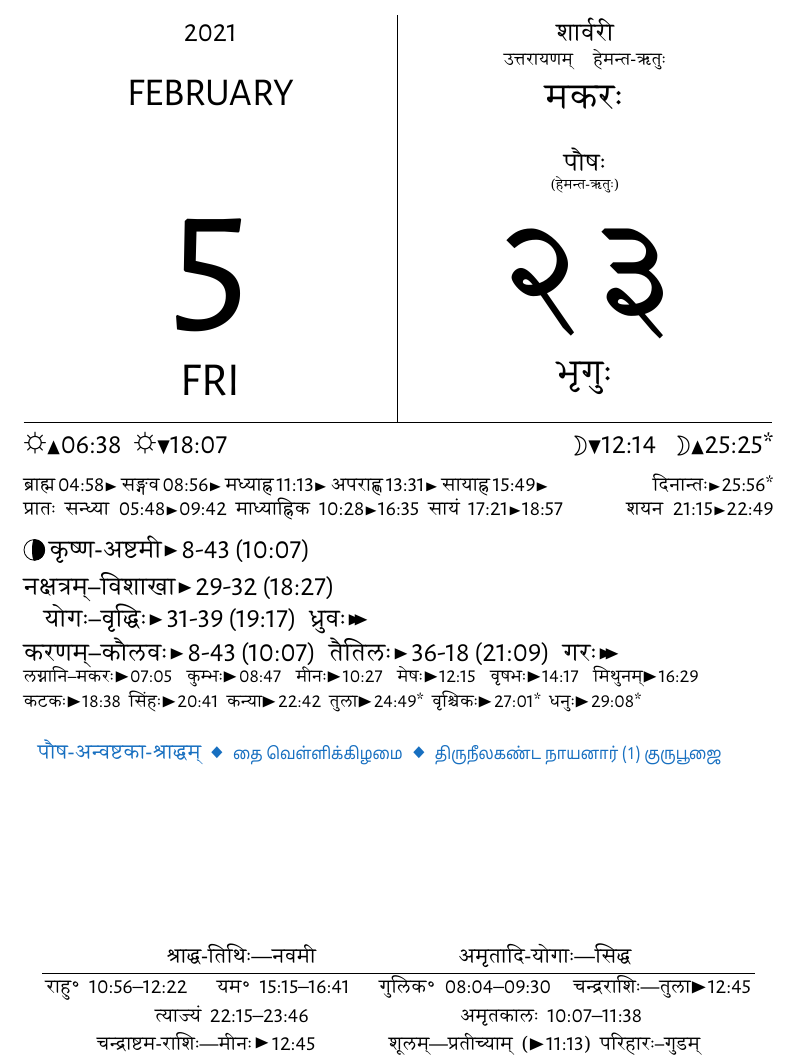 2021
FEBRUARY
5
FRI
शार्वरी
उत्तरायणम् हेमन्त-ऋतुः
मकरः
पौषः
(हेमन्त-ऋतुः)
२३
भृगुः
☼▲06:38 ☼▼18:07 ☽▼12:14 ☽▲25:25*
ब्राह्म 04:58► सङ्गव 08:56► मध्याह्न 11:13► अपराह्ण 13:31► सायाह्न 15:49► दिनान्तः►25:56*
प्रातः सन्ध्या 05:48►09:42 माध्याह्निक 10:28►16:35 सायं 17:21►18:57 शयन 21:15►22:49
कृष्ण-अष्टमी► 8-43 (10:07)
नक्षत्रम्–विशाखा► 29-32 (18:27)
योगः–वृद्धिः► 31-39 (19:17) ध्रुवः►►
करणम्–कौलवः► 8-43 (10:07) तैतिलः► 36-18 (21:09) गरः►►
लग्नानि–मकरः►07:05 कुम्भः►08:47 मीनः►10:27 मेषः►12:15 वृषभः►14:17 मिथुनम्►16:29
कटकः►18:38 सिंहः►20:41 कन्या►22:42 तुला►24:49* वृश्चिकः►27:01* धनुः►29:08*
पौष-अन्वष्टका-श्राद्धम् ◆ தை வெள்ளிக்கிழமை ◆ திருநீலகண்ட நாயனார் (1) குருபூஜை
श्राद्ध-तिथिः—नवमी अमृतादि-योगाः—सिद्ध
राहु° 10:56–12:22 यम° 15:15–16:41 गुलिक° 08:04–09:30 चन्द्रराशिः—तुला►12:45
त्याज्यं 22:15–23:46 अमृतकालः 10:07–11:38
चन्द्राष्टम-राशिः—मीनः►12:45 शूलम्—प्रतीच्याम् (►11:13) परिहारः–गुडम्